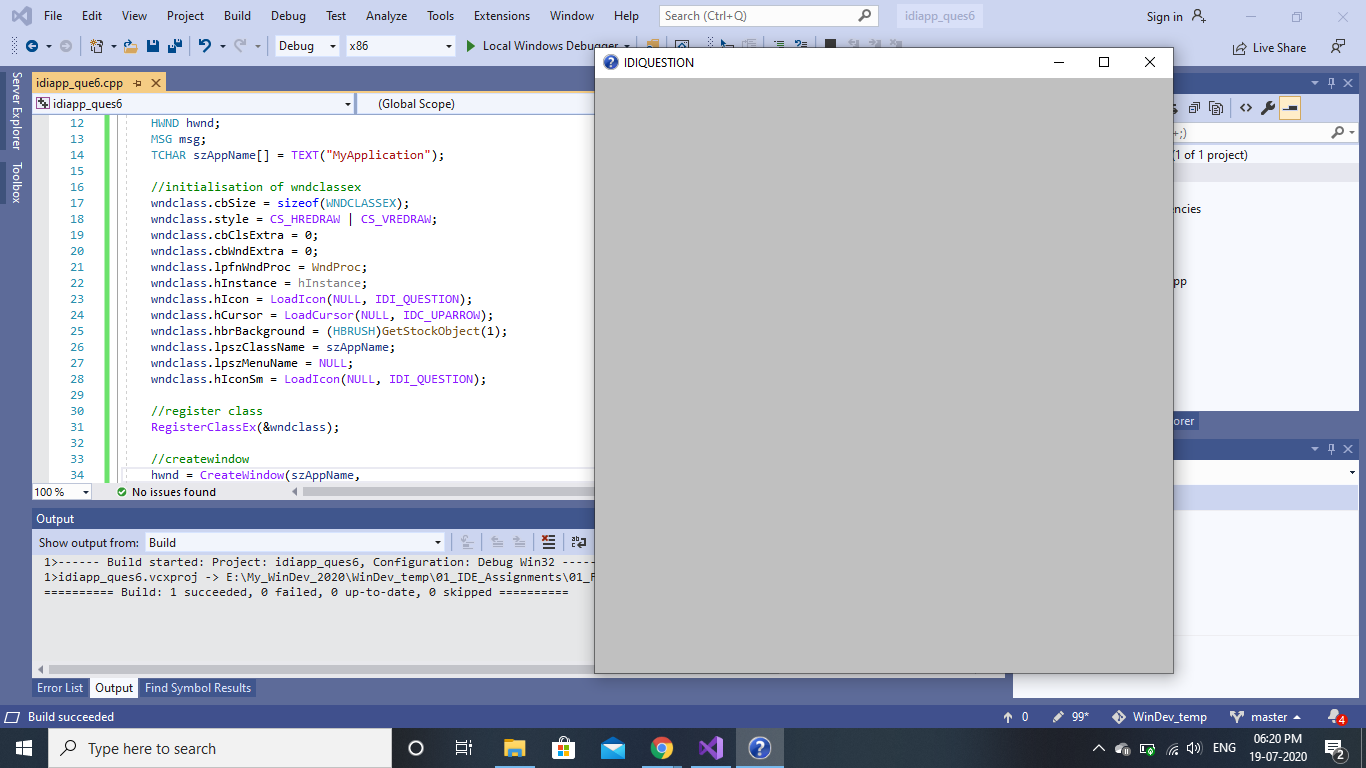 File Edit View Project Build Debug Test Analyze Tools Extensions Window Help Search (Ctrl+Q) idiapp_ques6 Sign in
Debug x86 Local Windows Debugger Live Share
IDIQUESTION
Server Explorer
Toolbox
idiapp_que6.cpp
idiapp_ques6 (Global Scope)
12 HWND hwnd;
13 MSG msg;
14 TCHAR szAppName[] = TEXT("MyApplication");
15
16 //initialisation of wndclassex
17 wndclass.cbSize = sizeof(WNDCLASSEX);
18 wndclass.style = CS_HREDRAW | CS_VREDRAW;
19 wndclass.cbClsExtra = 0;
20 wndclass.cbWndExtra = 0;
21 wndclass.lpfnWndProc = WndProc;
22 wndclass.hInstance = hInstance;
23 wndclass.hIcon = LoadIcon(NULL, IDI_QUESTION);
24 wndclass.hCursor = LoadCursor(NULL, IDC_UPARROW);
25 wndclass.hbrBackground = (HBRUSH)GetStockObject(1);
26 wndclass.lpszClassName = szAppName;
27 wndclass.lpszMenuName = NULL;
28 wndclass.hIconSm = LoadIcon(NULL, IDI_QUESTION);
29
30 //register class
31 RegisterClassEx(&wndclass);
32
33 //createwindow
34 hwnd = CreateWindow(szAppName,
100 % No issues found
+;)
(1 of 1 project)
ncies
pp
orer
Output
Show output from: Build
1>------ Build started: Project: idiapp_ques6, Configuration: Debug Win32 -----
1>idiapp_ques6.vcxproj -> E:\My_WinDev_2020\WinDev_temp\01_IDE_Assignments\01_F
========== Build: 1 succeeded, 0 failed, 0 up-to-date, 0 skipped ==========
Error List Output Find Symbol Results
Build succeeded 0 99* WinDev_temp master 4
Type here to search ENG 06:20 PM
19-07-2020 2